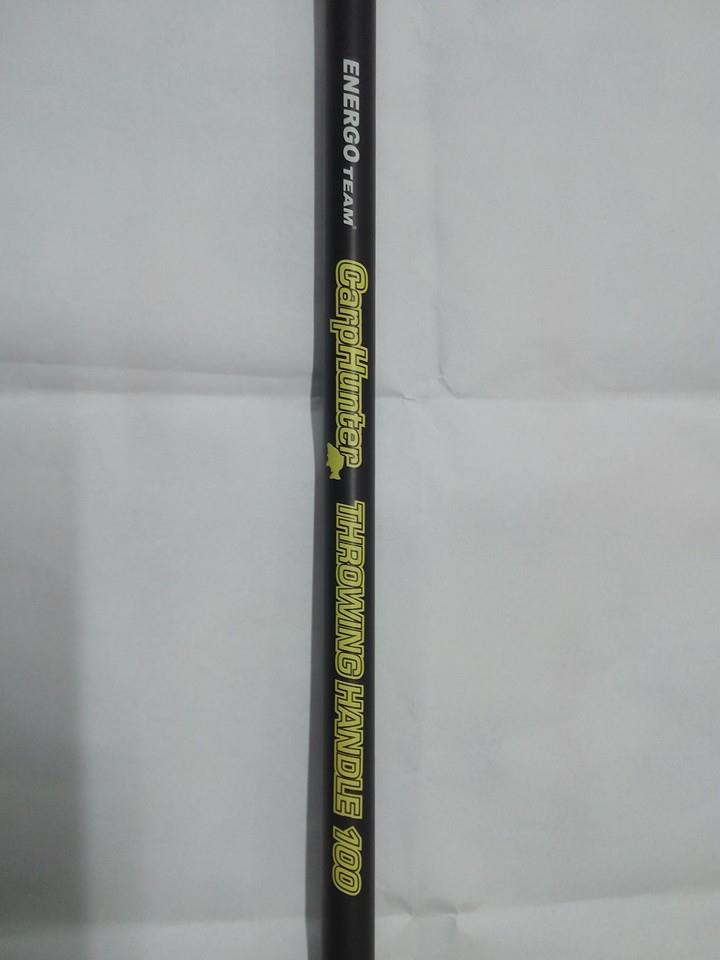 ENERGO TEAM® CarpHunter THROWING HANDLE 100